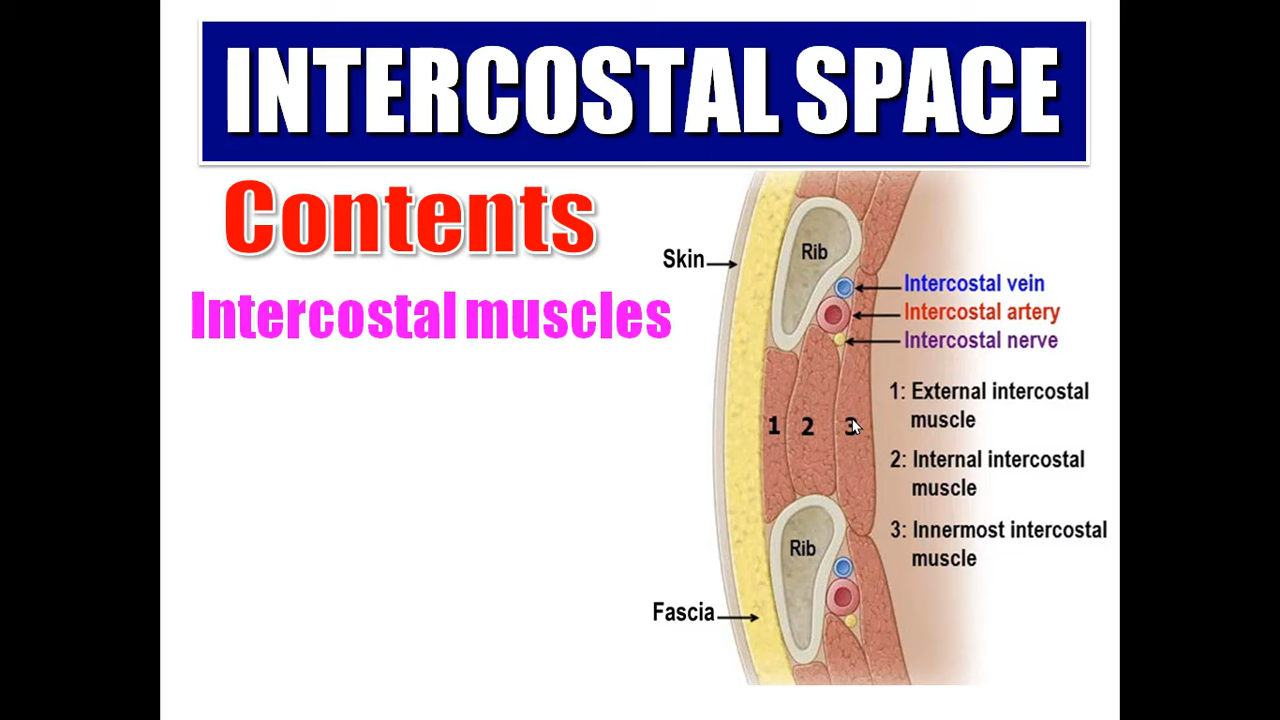 INTERCOSTAL SPACE
Contents
Intercostal muscles
Skin
Rib
Intercostal vein
Intercostal artery
Intercostal nerve
1 2 3
1: External intercostal
muscle
2: Internal intercostal
muscle
3: Innermost intercostal
muscle
Rib
Fascia